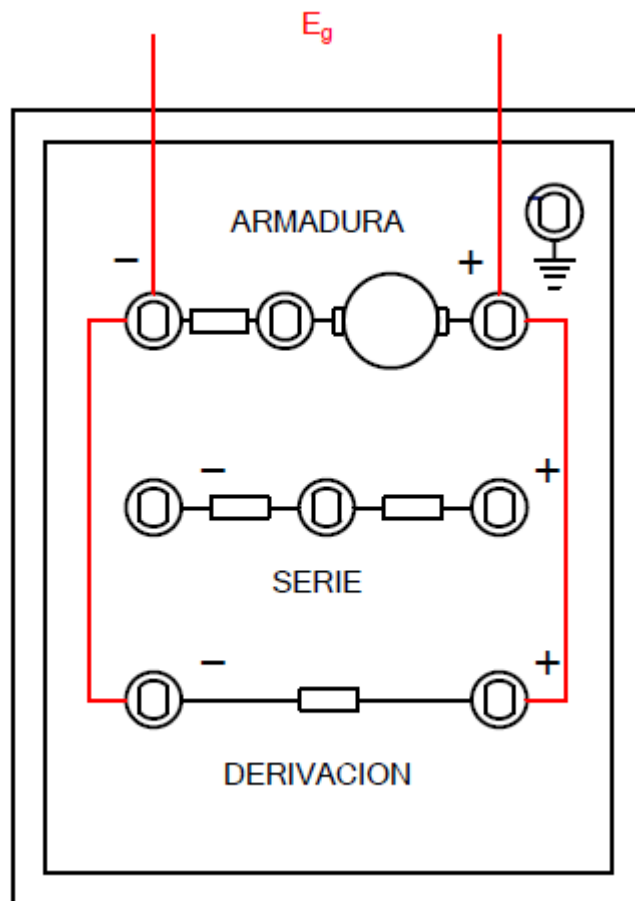 Eg
ARMADURA
− +
− +
SERIE
− +
DERIVACION